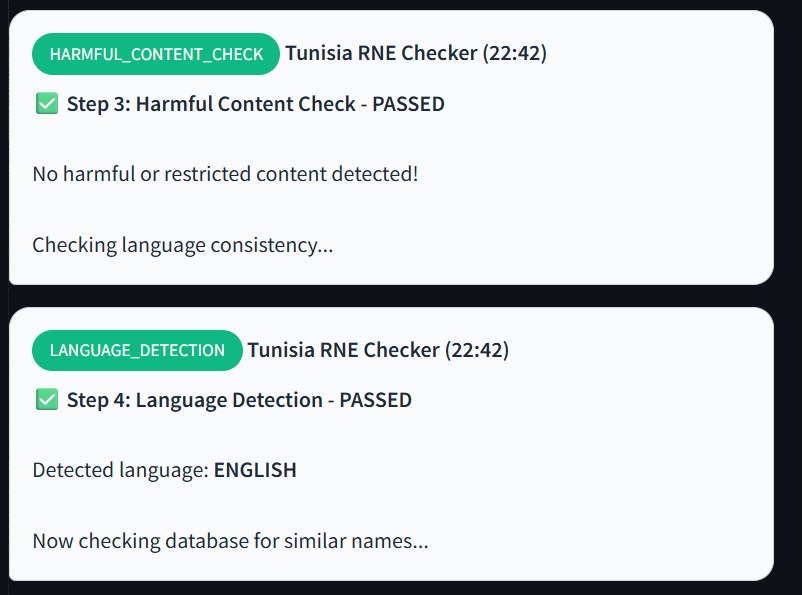 HARMFUL_CONTENT_CHECK Tunisia RNE Checker (22:42)
✅ Step 3: Harmful Content Check - PASSED
No harmful or restricted content detected!
Checking language consistency...
LANGUAGE_DETECTION Tunisia RNE Checker (22:42)
✅ Step 4: Language Detection - PASSED
Detected language: ENGLISH
Now checking database for similar names...